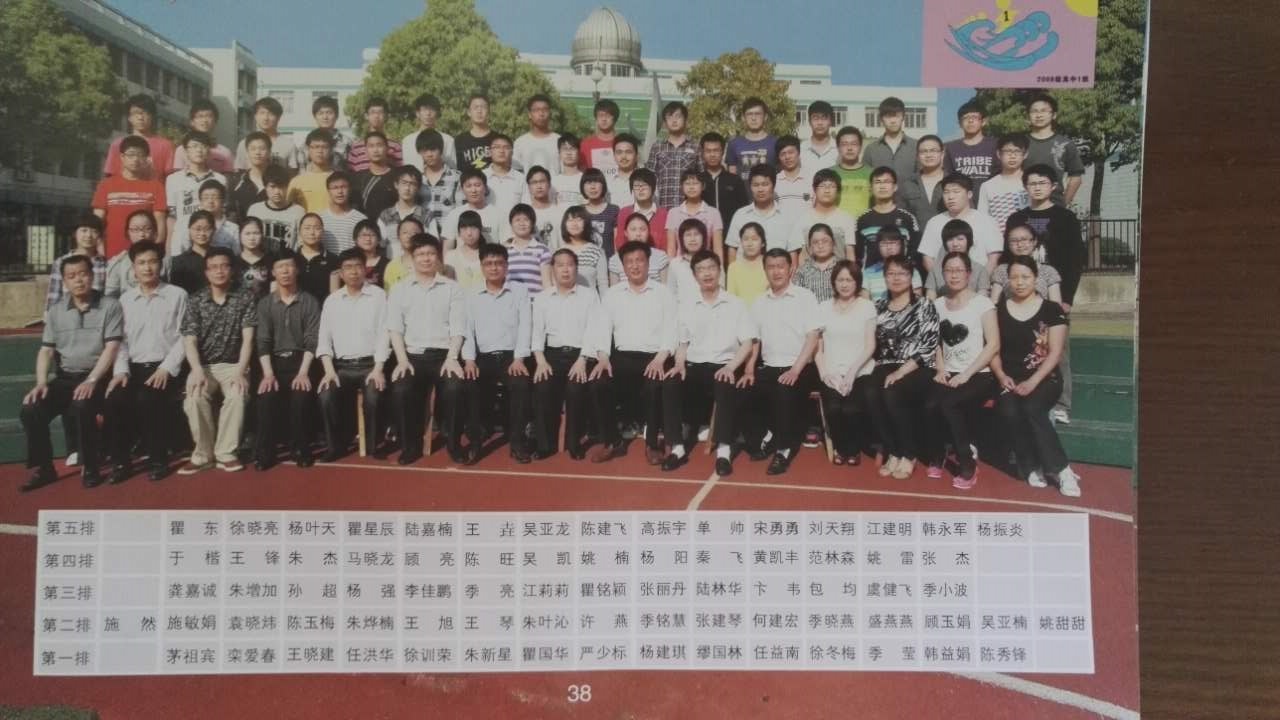 1
2009级高中1班
HIGH
TRIBE
WALL
第五排 瞿东 徐晓亮 杨叶天 瞿星辰 陆嘉楠 王垚 吴亚龙 陈建飞 高振宇 单帅 宋勇勇 刘天翔 江建明 韩永军 杨振炎
第四排 于楷 王锋 朱杰 马晓龙 顾亮 陈旺 吴凯 姚楠 杨阳 秦飞 黄凯丰 范林森 姚雷 张杰
第三排 龚嘉诚 朱增加 孙超 杨强 李佳鹏 季亮 江莉莉 瞿铭颖 张丽丹 陆林华 卞韦 包均 虞健飞 季小波
第二排 施然 施敏娟 袁晓炜 陈玉梅 朱烨楠 王旭 王琴 朱叶沁 许燕 季铭慧 张建琴 何建宏 季晓燕 盛燕燕 顾玉娟 吴亚楠 姚甜甜
第一排 茅祖宾 栾爱春 王晓建 任洪华 徐训荣 朱新星 瞿国华 严少标 杨建琪 缪国林 任益南 徐冬梅 季莹 韩益娟 陈秀锋
38